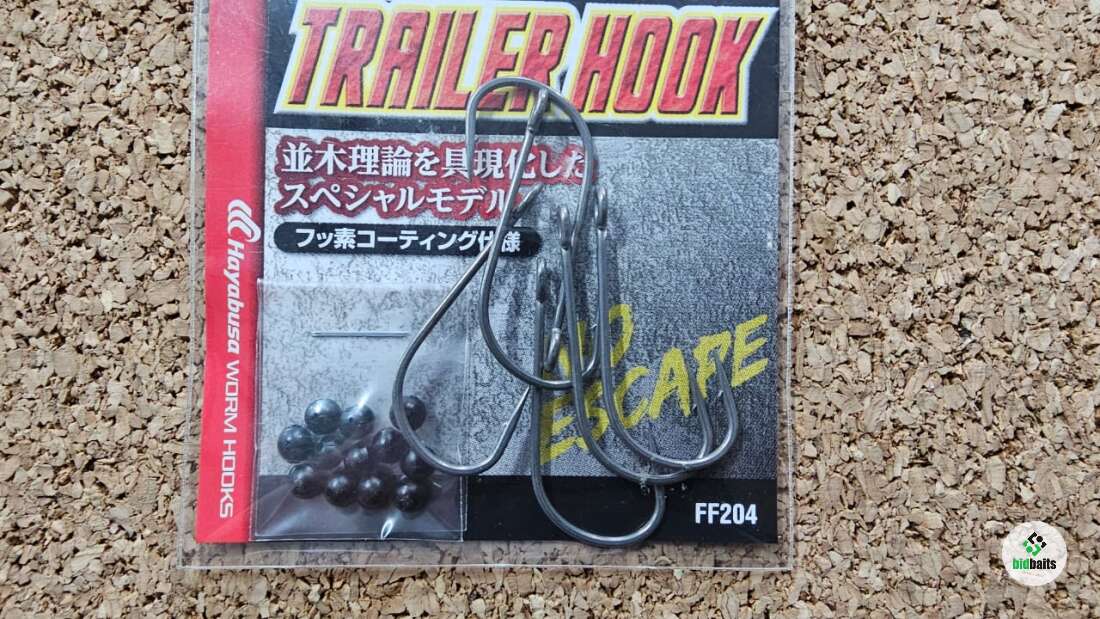 TRAILER HOOK
並木理論を具現化した
スペシャルモデル
フッ素コーティング仕様
Hayabusa WORM HOOKS
NO
ESCAPE
FF204
bidbaits